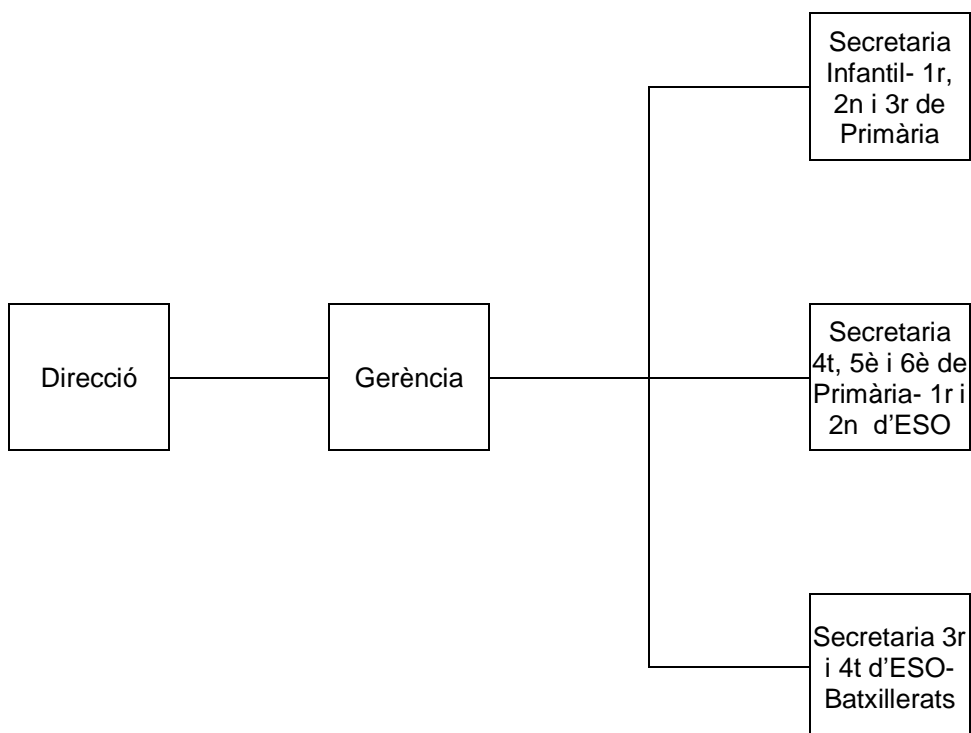 Secretaria
Infantil- 1r,
2n i 3r de
Primària
Direcció
Gerència
Secretaria
4t, 5è i 6è de
Primària- 1r i
2n  d’ESO
Secretaria 3r
i 4t d’ESO-
Batxillerats